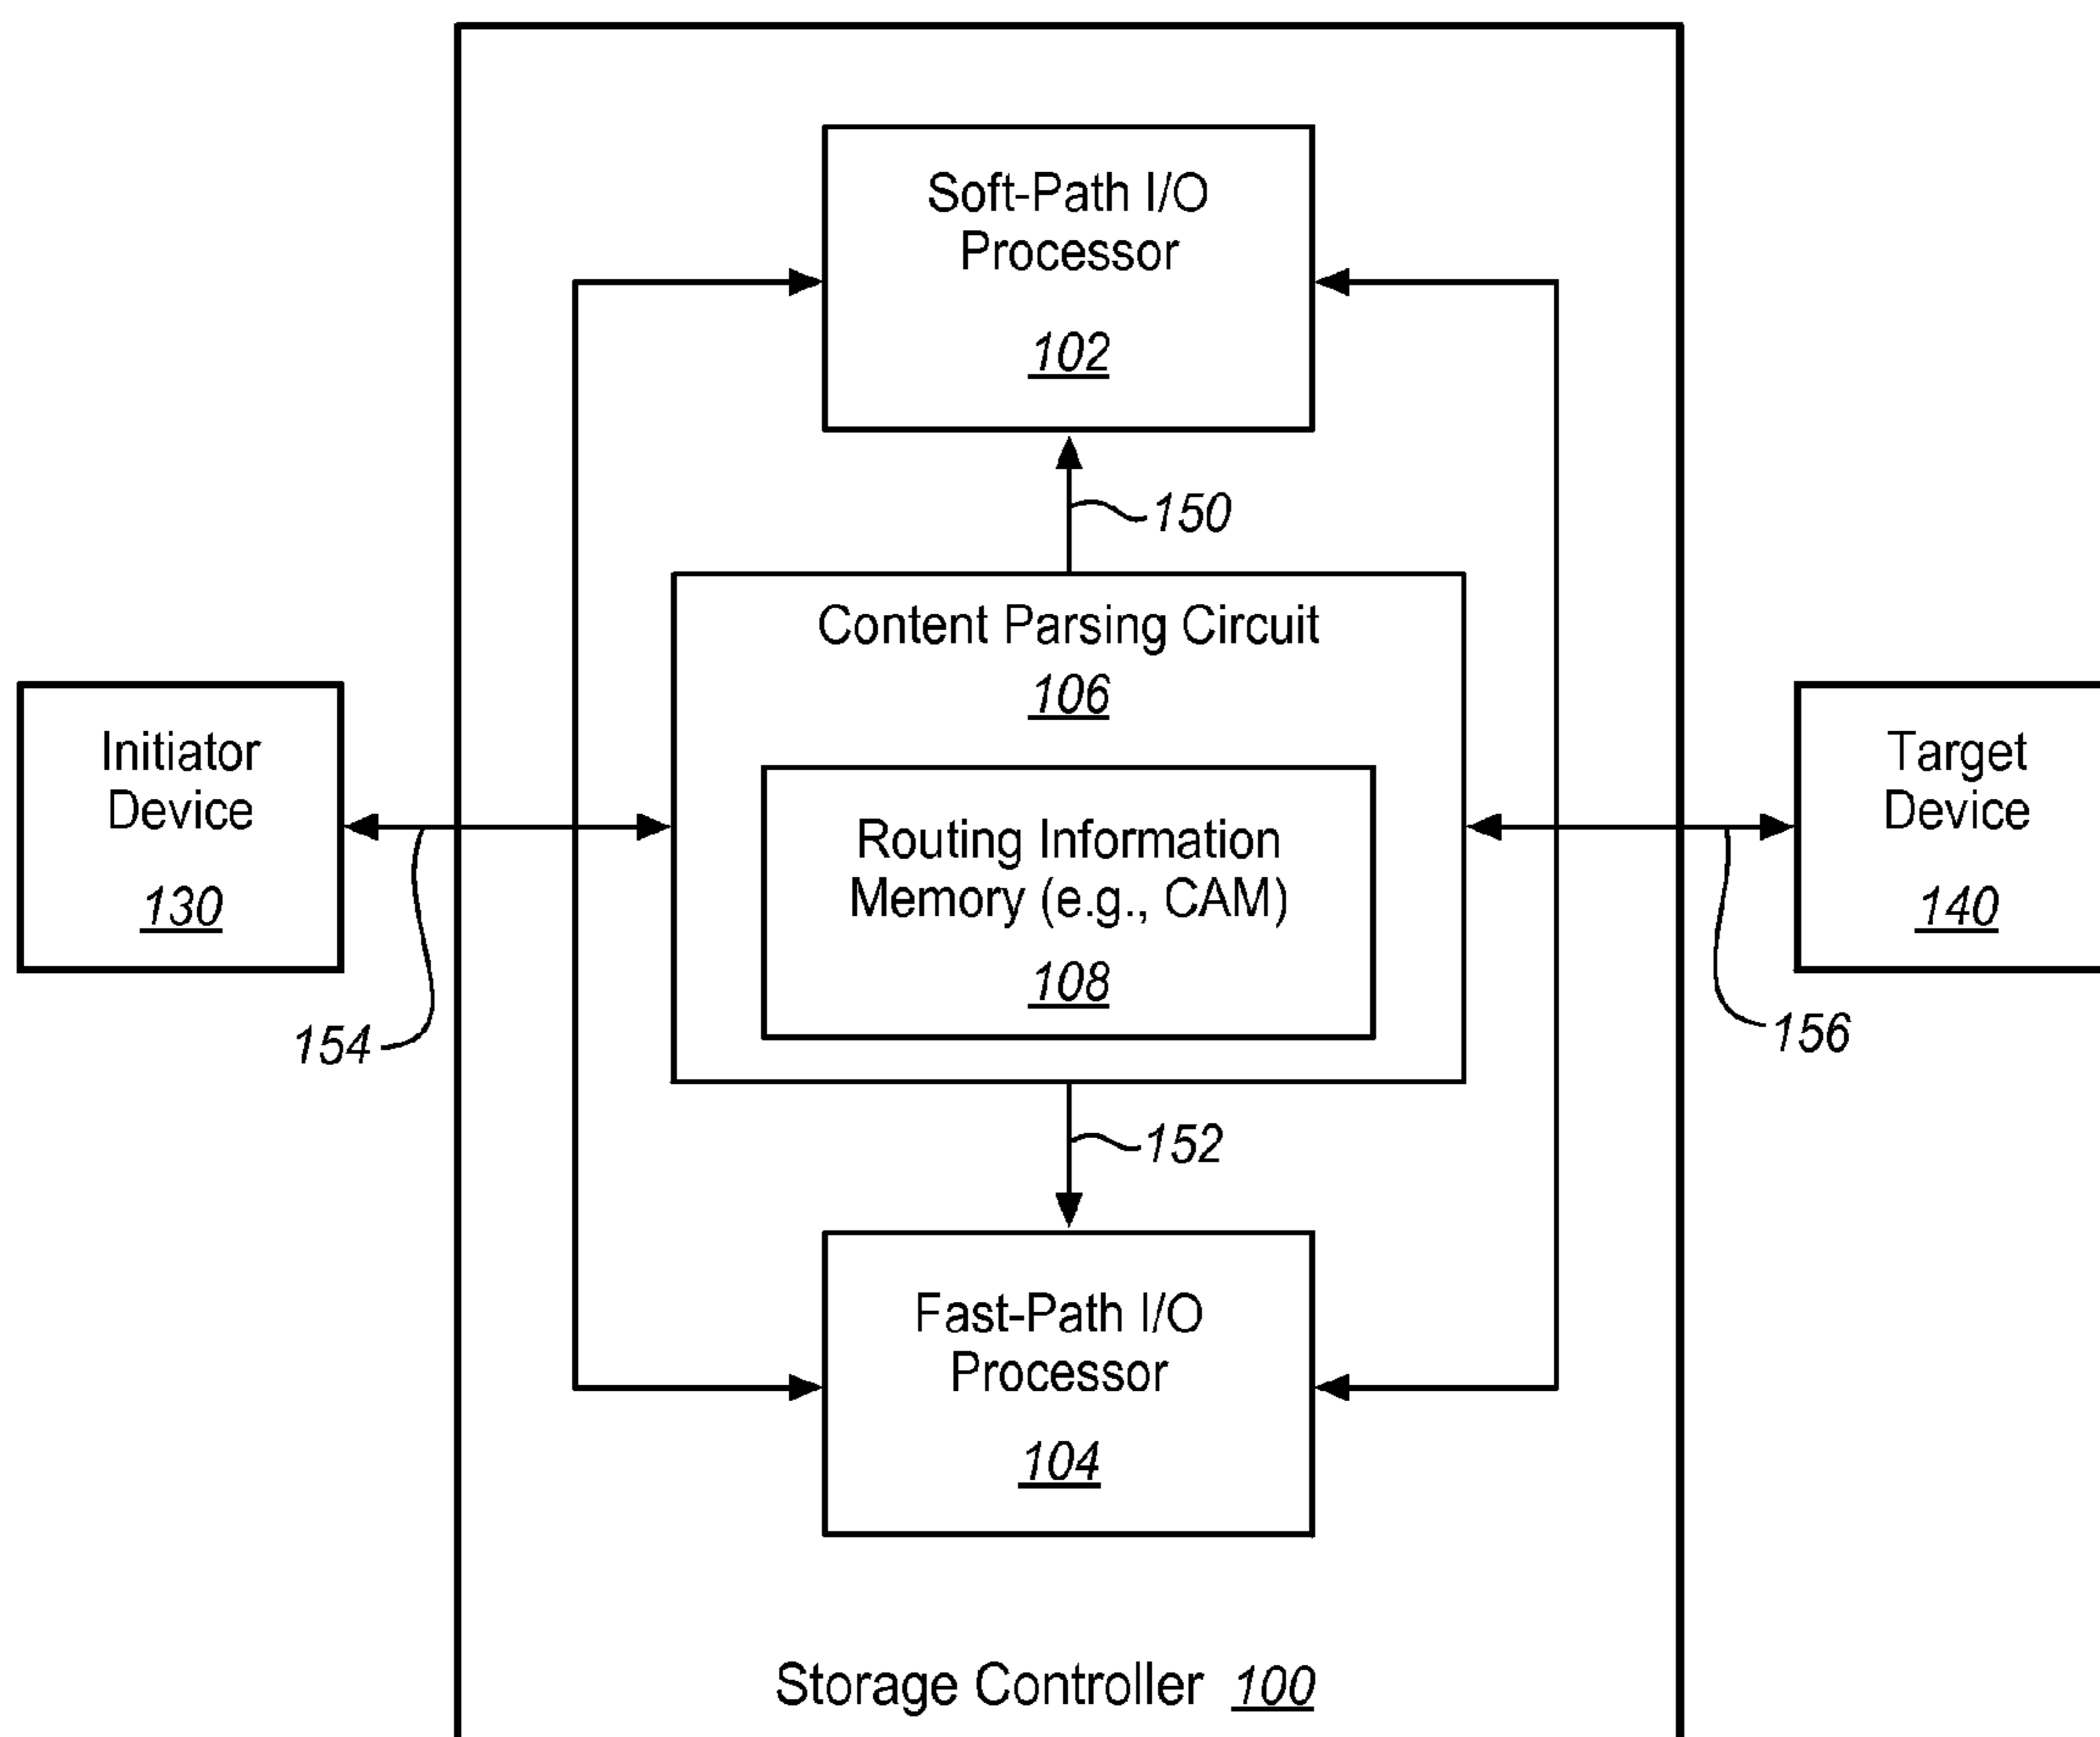 Soft-Path I/O
Processor
102
150
Content Parsing Circuit
106
Initiator
Device
130
Routing Information
Memory (e.g., CAM)
108
Target
Device
140
154
156
152
Fast-Path I/O
Processor
104
Storage Controller 100